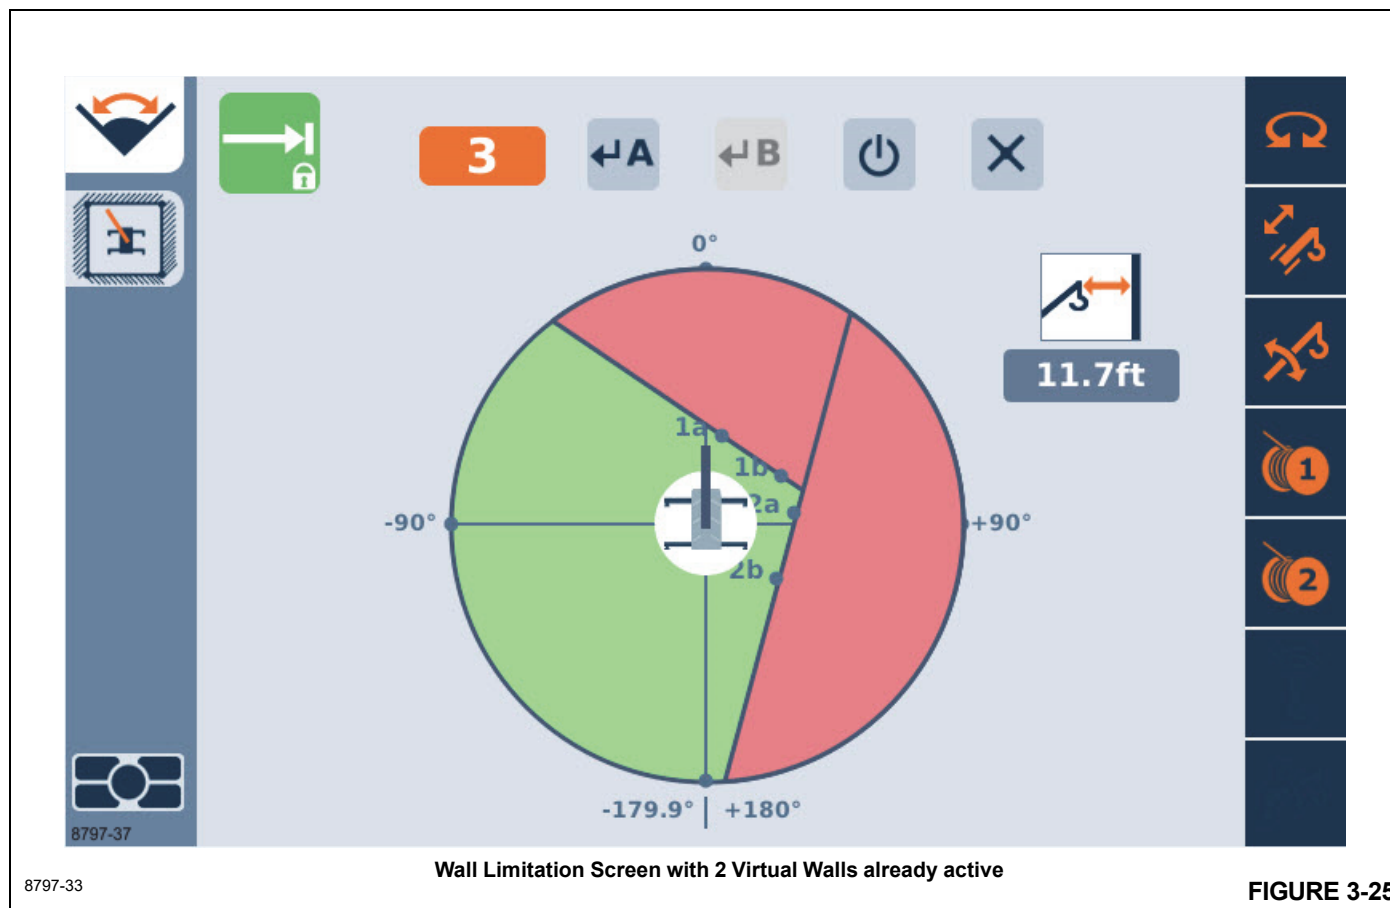 3
↵A
↵B
0°
11.7ft
1a
1b
2a
-90°
+90°
2b
1
2
-179.9° | +180°
8797-37
Wall Limitation Screen with 2 Virtual Walls already active
8797-33
FIGURE 3-25